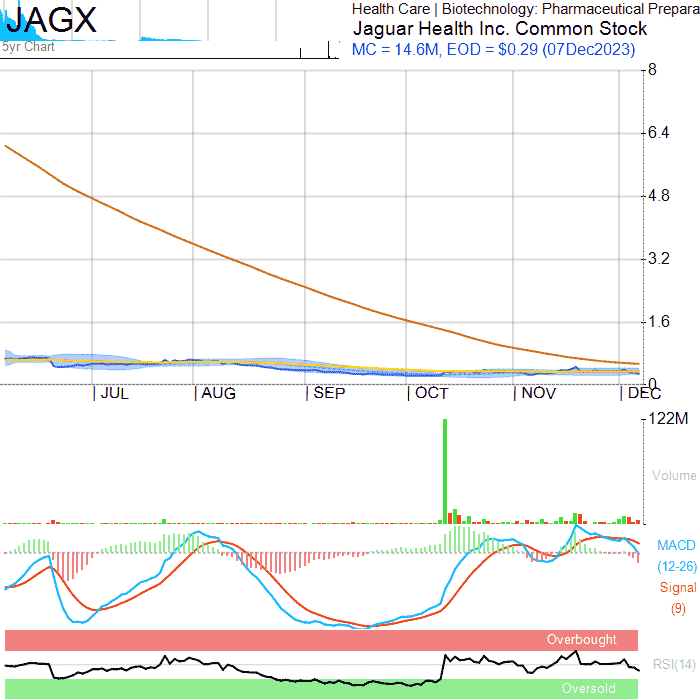 JAGX
5yr Chart
Health Care | Biotechnology: Pharmaceutical Prepara
Jaguar Health Inc. Common Stock
MC = 14.6M, EOD = $0.29 (07Dec2023)
8
6.4
4.8
3.2
1.6
0
JUL
AUG
SEP
OCT
NOV
DEC
122M
Volume
MACD
(12-26)
Signal
(9)
Overbought
RSI(14)
Oversold